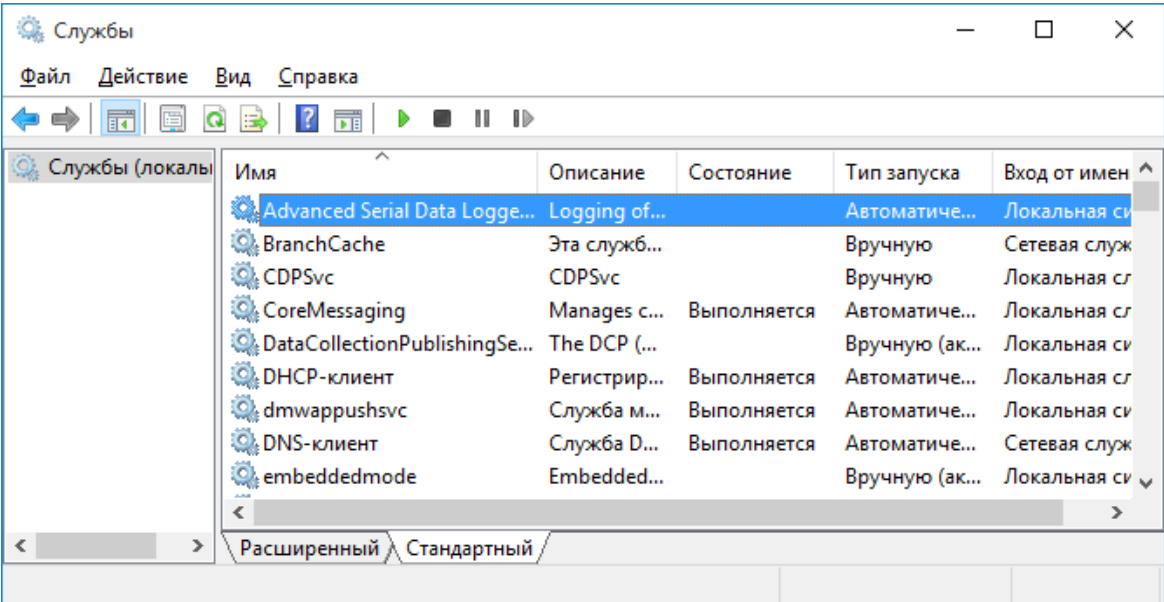 Службы
Файл Действие Вид Справка
Службы (локалы
Имя Описание Состояние Тип запуска Вход от имен
Advanced Serial Data Logge... Logging of... Автоматиче... Локальная си
BranchCache Эта служб... Вручную Сетевая служ
CDPSvc CDPSvc Вручную Локальная сл
CoreMessaging Manages c... Выполняется Автоматиче... Локальная сл
DataCollectionPublishingSe... The DCP (... Вручную (ак... Локальная си
DHCP-клиент Регистрир... Выполняется Автоматиче... Локальная сл
dmwappushsvc Служба м... Выполняется Автоматиче... Локальная си
DNS-клиент Служба D... Выполняется Автоматиче... Сетевая служ
embeddedmode Embedded... Вручную (ак... Локальная си
Расширенный Стандартный